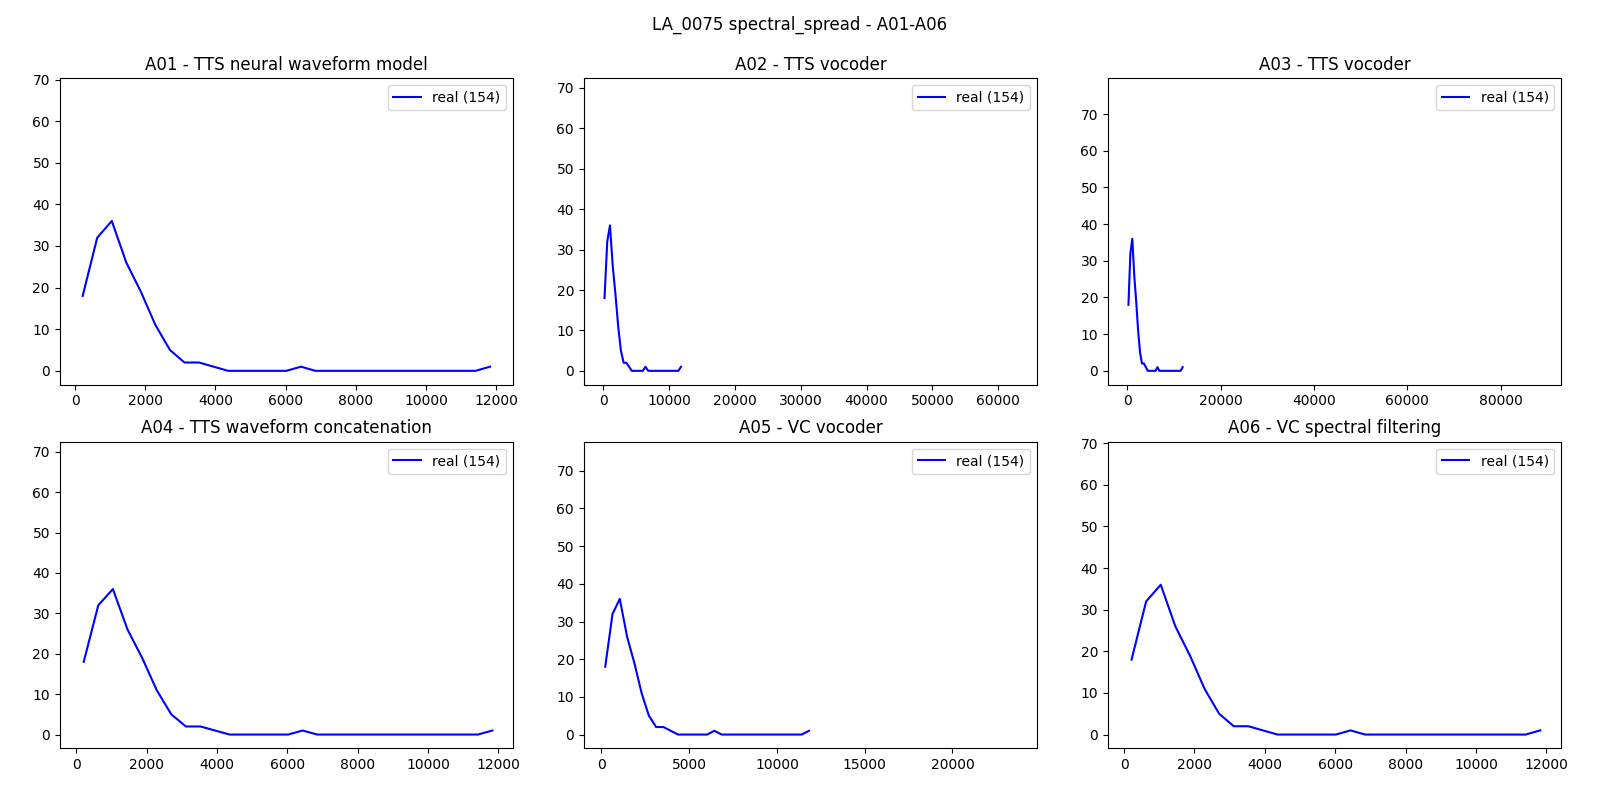 LA_0075 spectral_spread - A01-A06
A01 - TTS neural waveform model
70
60
50
40
30
20
10
0
real (154)
0 2000 4000 6000 8000 10000 12000
A02 - TTS vocoder
70
60
50
40
30
20
10
0
real (154)
0 10000 20000 30000 40000 50000 60000
A03 - TTS vocoder
70
60
50
40
30
20
10
0
real (154)
0 20000 40000 60000 80000
A04 - TTS waveform concatenation
70
60
50
40
30
20
10
0
real (154)
0 2000 4000 6000 8000 10000 12000
A05 - VC vocoder
70
60
50
40
30
20
10
0
real (154)
0 5000 10000 15000 20000
A06 - VC spectral filtering
70
60
50
40
30
20
10
0
real (154)
0 2000 4000 6000 8000 10000 12000